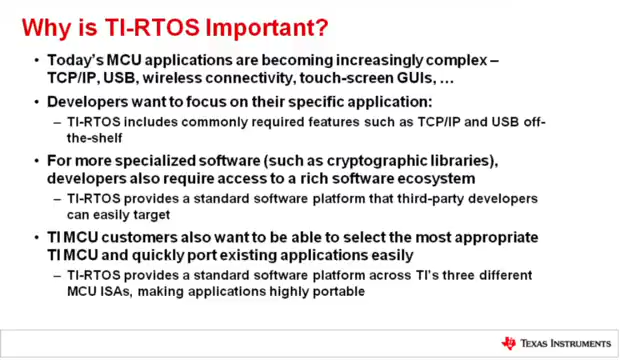 Why is TI-RTOS Important?
• Today's MCU applications are becoming increasingly complex –
TCP/IP, USB, wireless connectivity, touch-screen GUIs, …
• Developers want to focus on their specific application:
– TI-RTOS includes commonly required features such as TCP/IP and USB off-
the-shelf
• For more specialized software (such as cryptographic libraries),
developers also require access to a rich software ecosystem
– TI-RTOS provides a standard software platform that third-party developers
can easily target
• TI MCU customers also want to be able to select the most appropriate
TI MCU and quickly port existing applications easily
– TI-RTOS provides a standard software platform across TI's three different
MCU ISAs, making applications highly portable
TEXAS INSTRUMENTS